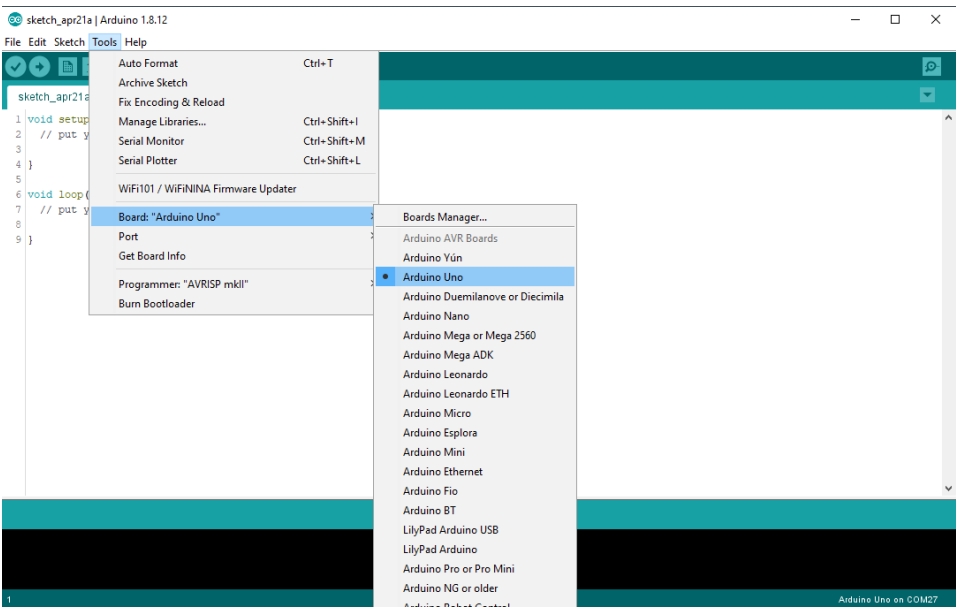 sketch_apr21a | Arduino 1.8.12
File Edit Sketch Tools Help
sketch_apr21a
1 void setup
2 // put y
3
4 }
5
6 void loop(
7 // put y
8
9 }
Auto Format Ctrl+T
Archive Sketch
Fix Encoding & Reload
Manage Libraries... Ctrl+Shift+I
Serial Monitor Ctrl+Shift+M
Serial Plotter Ctrl+Shift+L
WiFi101 / WiFiNINA Firmware Updater
Board: "Arduino Uno"
Port
Get Board Info
Programmer: "AVRISP mkII"
Burn Bootloader
Boards Manager...
Arduino AVR Boards
Arduino Yún
Arduino Uno
Arduino Duemilanove or Diecimila
Arduino Nano
Arduino Mega or Mega 2560
Arduino Mega ADK
Arduino Leonardo
Arduino Leonardo ETH
Arduino Micro
Arduino Esplora
Arduino Mini
Arduino Ethernet
Arduino Fio
Arduino BT
LilyPad Arduino USB
LilyPad Arduino
Arduino Pro or Pro Mini
Arduino NG or older
Arduino Robot Control
1 Arduino Uno on COM27